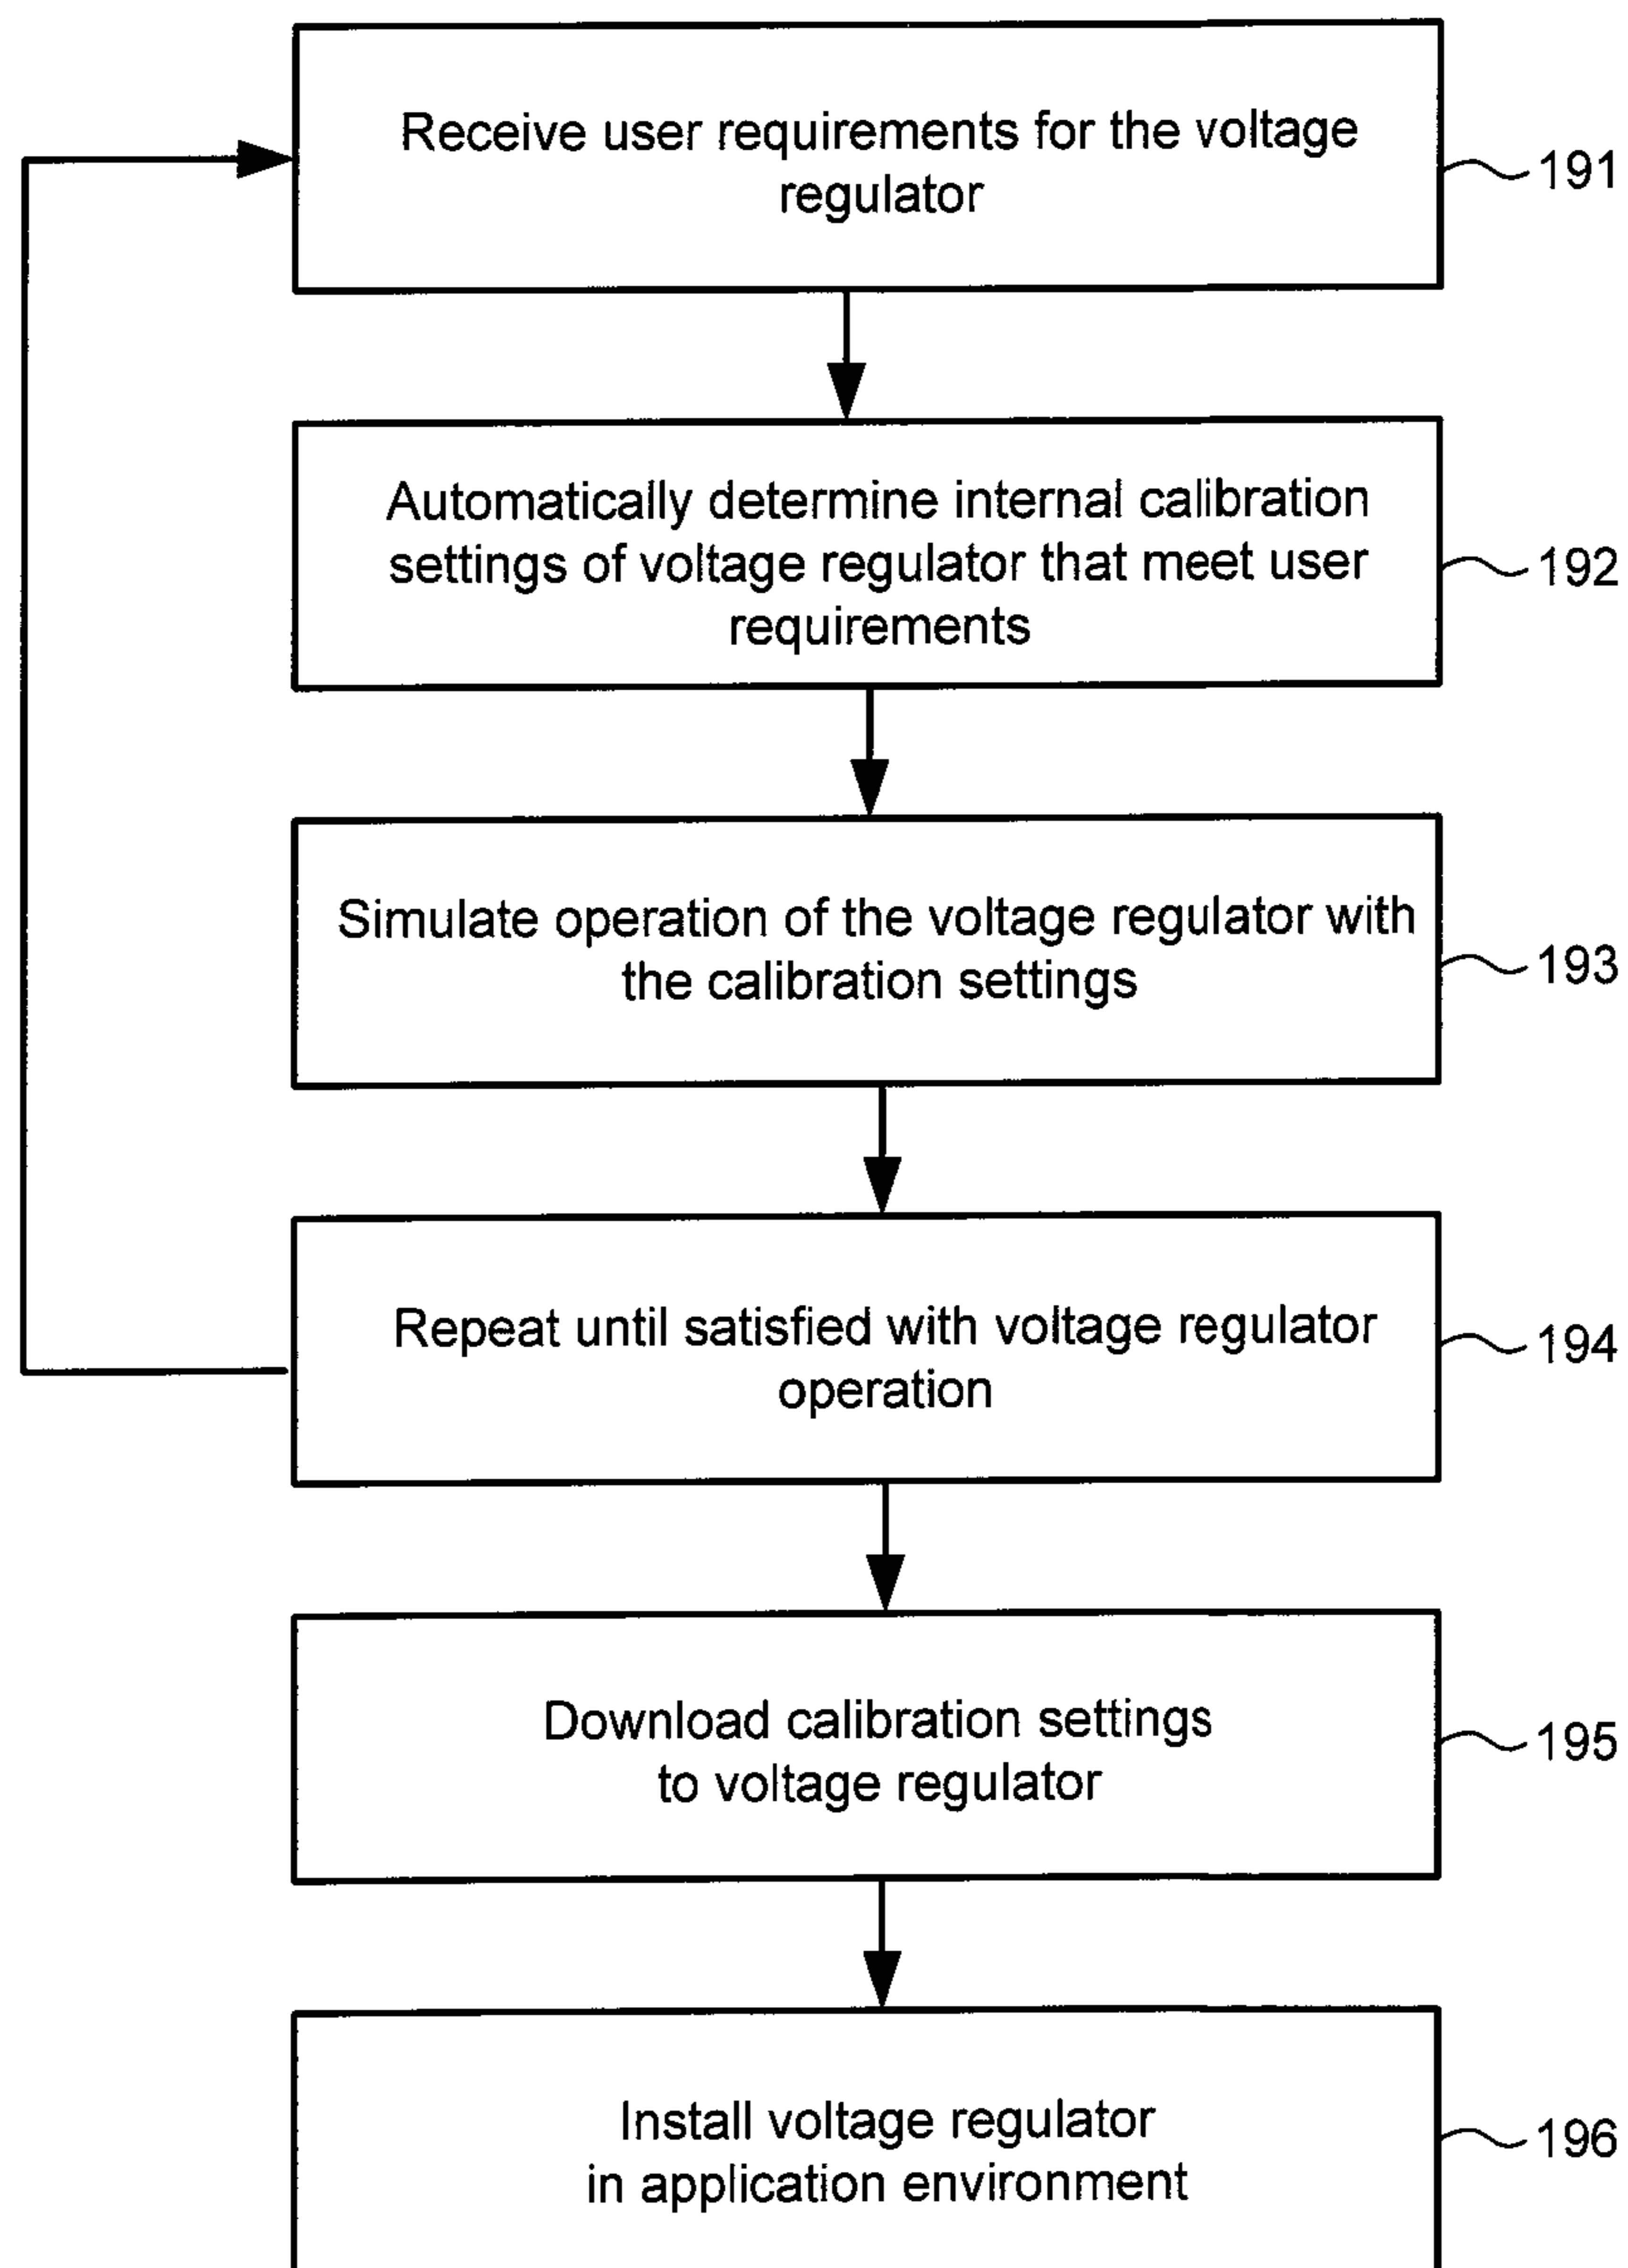 Receive user requirements for the voltage
regulator
191
Automatically determine internal calibration
settings of voltage regulator that meet user
requirements
192
Simulate operation of the voltage regulator with
the calibration settings
193
Repeat until satisfied with voltage regulator
operation
194
Download calibration settings
to voltage regulator
195
Install voltage regulator
in application environment
196